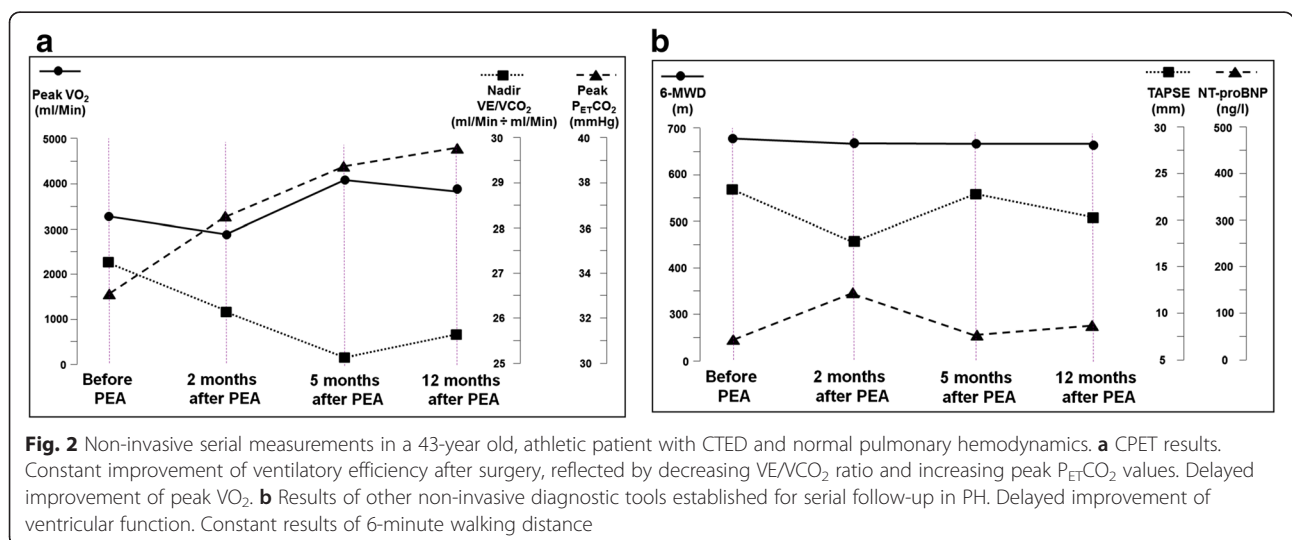 a
Peak VO₂
(ml/Min)
Nadir
VE/VCO₂
(ml/Min ÷ ml/Min)
Peak
PETCO₂
(mmHg)
5000
4000
3000
2000
1000
0
30
29
28
27
26
25
40
38
36
34
32
30
Before
PEA
2 months
after PEA
5 months
after PEA
12 months
after PEA
b
6-MWD
(m)
TAPSE
(mm)
NT-proBNP
(ng/l)
700
600
500
400
300
0
30
25
20
15
10
5
500
400
300
200
100
0
Before
PEA
2 months
after PEA
5 months
after PEA
12 months
after PEA
Fig. 2 Non-invasive serial measurements in a 43-year old, athletic patient with CTED and normal pulmonary hemodynamics. a CPET results.
Constant improvement of ventilatory efficiency after surgery, reflected by decreasing VE/VCO₂ ratio and increasing peak PETCO₂ values. Delayed
improvement of peak VO₂. b Results of other non-invasive diagnostic tools established for serial follow-up in PH. Delayed improvement of
ventricular function. Constant results of 6-minute walking distance